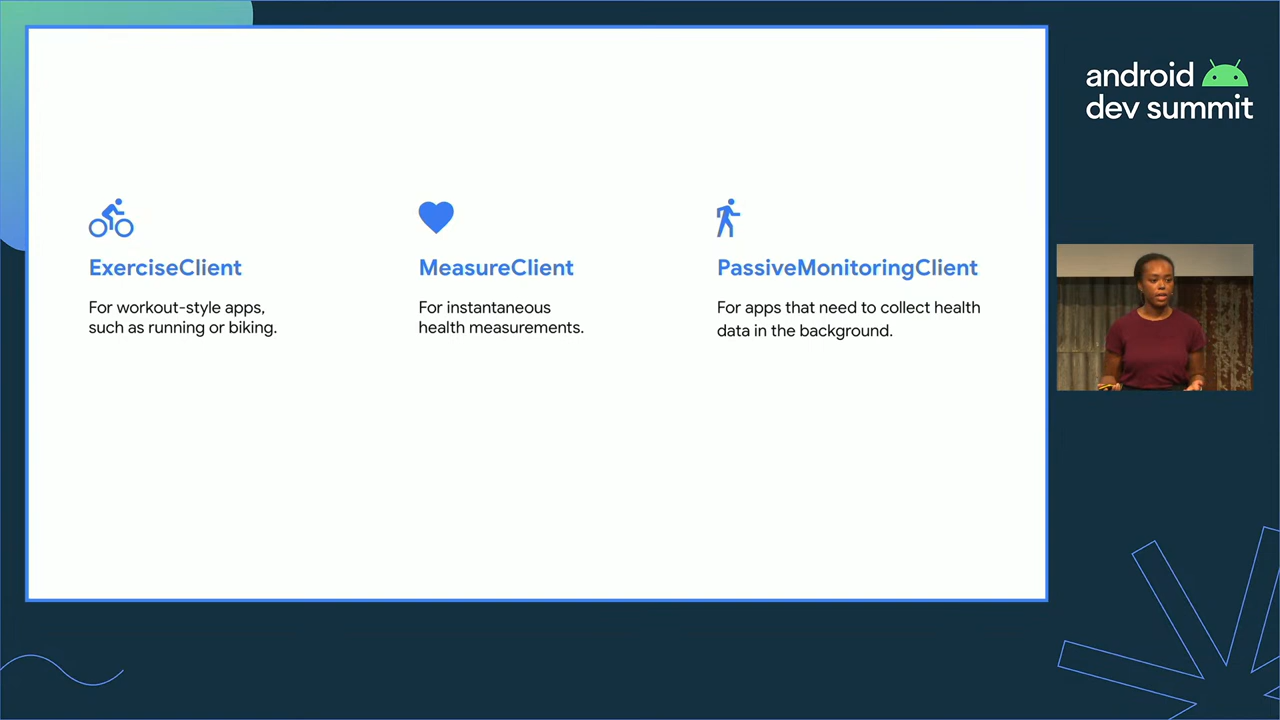 ExerciseClient
For workout-style apps,
such as running or biking.
MeasureClient
For instantaneous
health measurements.
PassiveMonitoringClient
For apps that need to collect health
data in the background.
android
dev summit